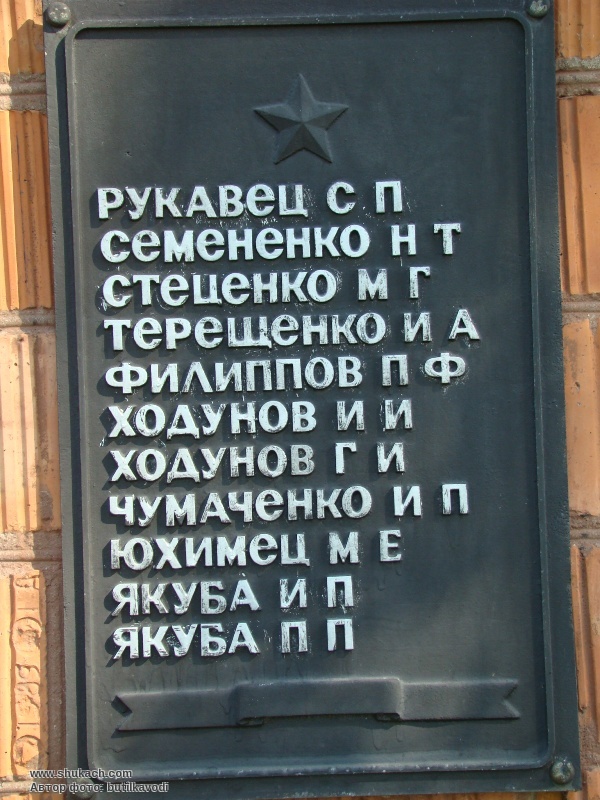 РУКАВЕЦ С П
СЕМЕНЕНКО Н Т
СТЕЦЕНКО М Г
ТЕРЕЩЕНКО И А
ФИЛИППОВ П Ф
ХОДУНОВ И И
ХОДУНОВ Г И
ЧУМАЧЕНКО И П
ЮХИМЕЦ М Е
ЯКУБА И П
ЯКУБА П П
www.shukach.com
Автор фото: butilkavodi